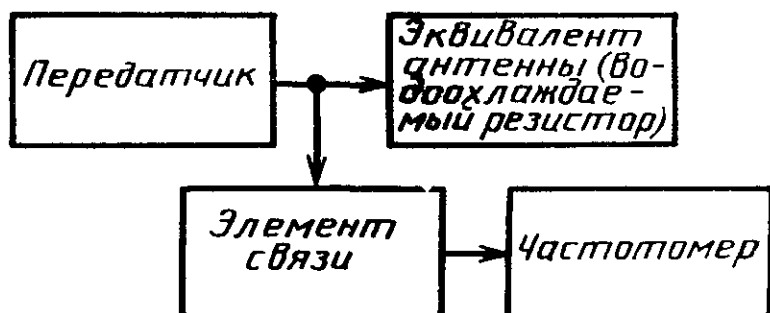 Передатчик
Эквивалент
антенны (во-
доохлаждае-
мый резистор)
Элемент
связи
Частотомер